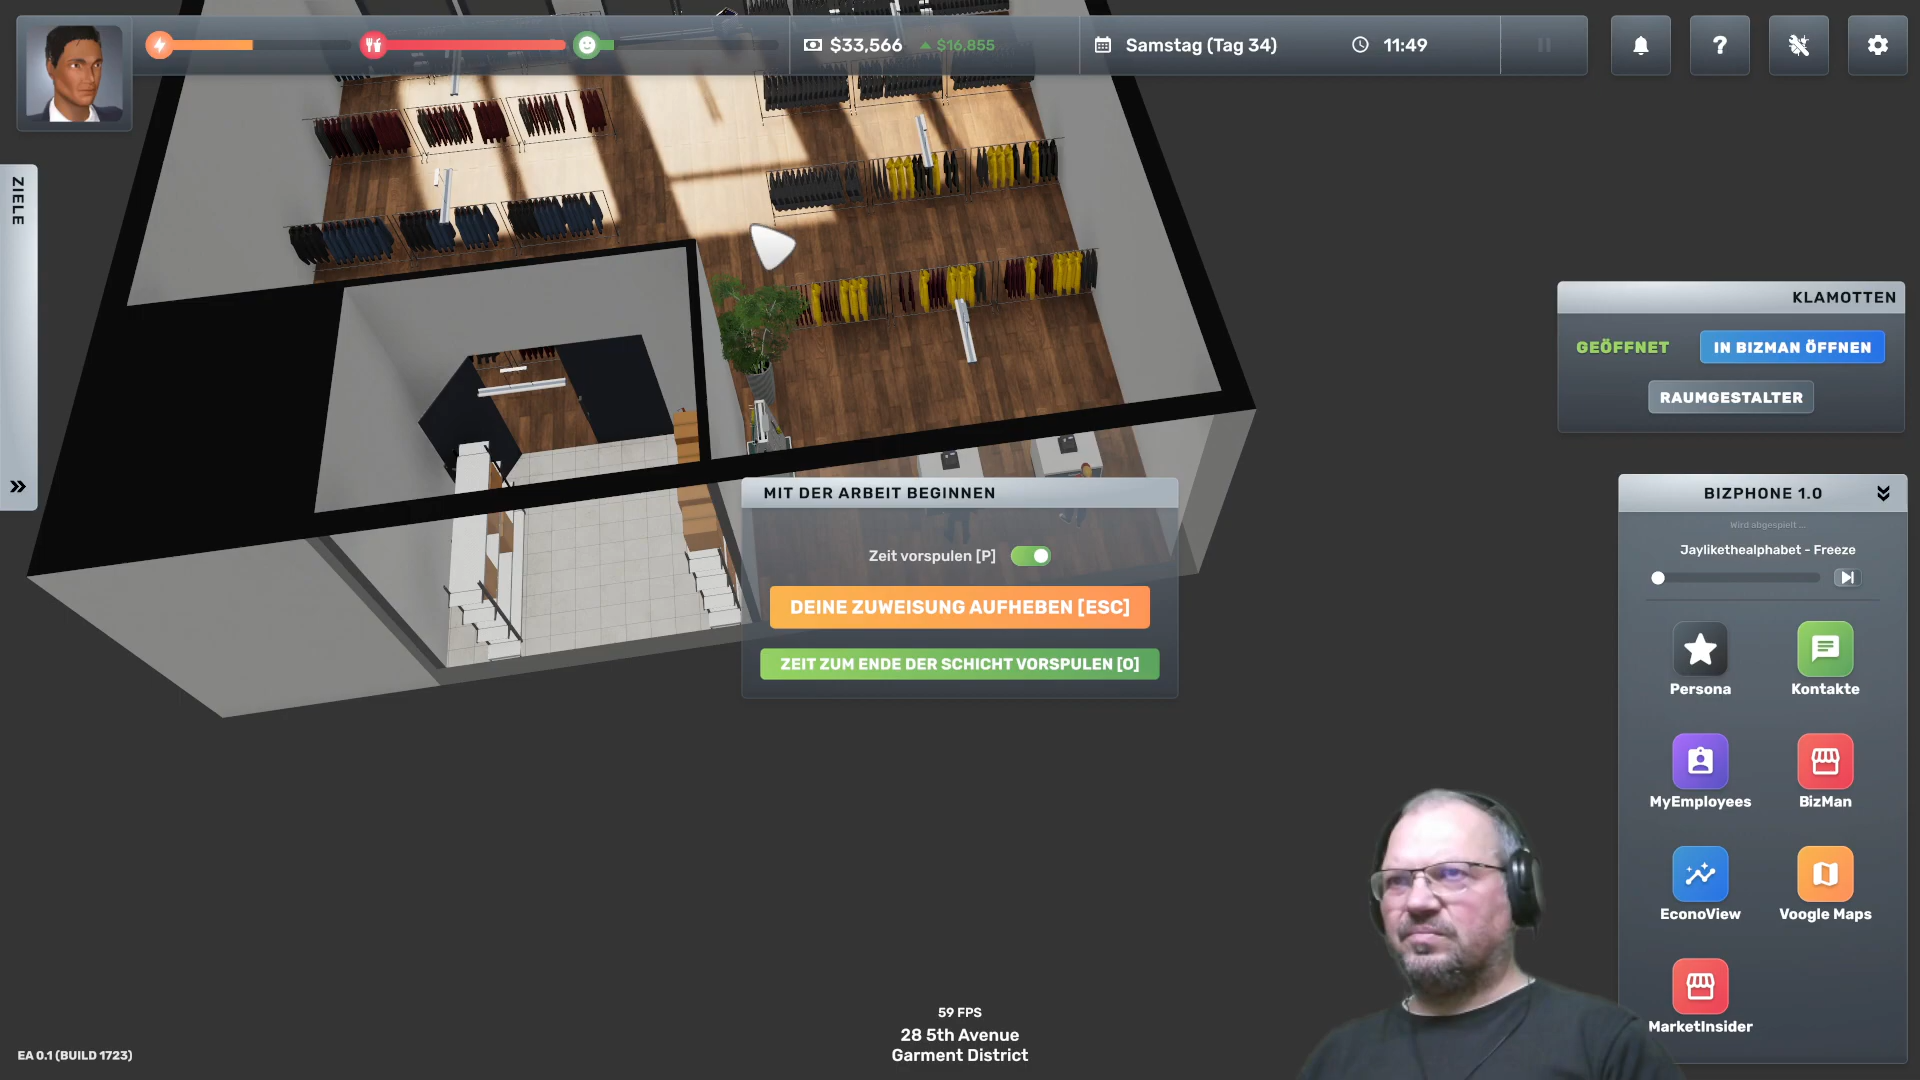 $33,566
$16,855
Samstag (Tag 34)
11:49
?
ZIELE
KLAMOTTEN
GEÖFFNET
IN BIZMAN ÖFFNEN
RAUMGESTALTER
BIZPHONE 1.0
Wird abgespielt ...
Jaylikethealphabet - Freeze
Persona
Kontakte
MyEmployees
BizMan
EconoView
Voogle Maps
MarketInsider
MIT DER ARBEIT BEGINNEN
Zeit vorspulen [P]
DEINE ZUWEISUNG AUFHEBEN [ESC]
ZEIT ZUM ENDE DER SCHICHT VORSPULEN [O]
59 FPS
28 5th Avenue
Garment District
EA 0.1 (BUILD 1723)